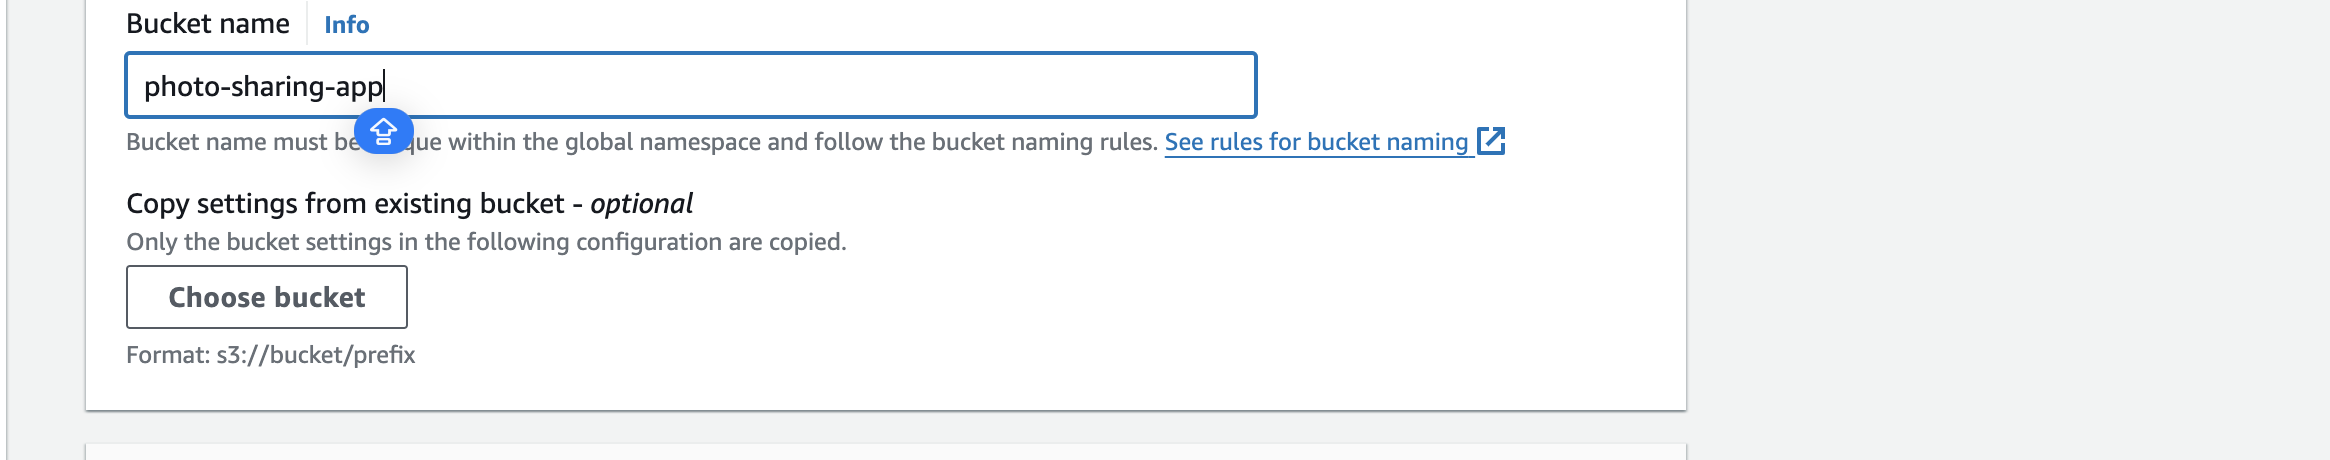 Bucket name Info
photo-sharing-app
Bucket name must be que within the global namespace and follow the bucket naming rules. See rules for bucket naming
Copy settings from existing bucket - optional
Only the bucket settings in the following configuration are copied.
Choose bucket
Format: s3://bucket/prefix